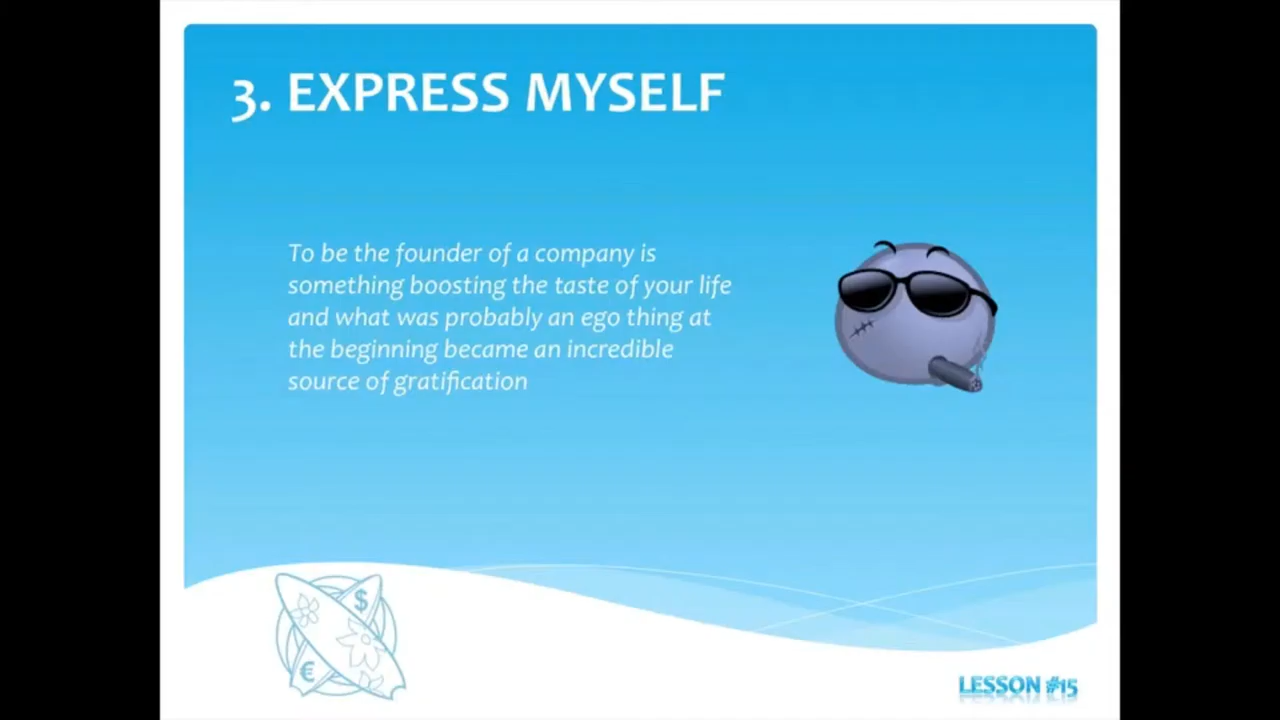 3. EXPRESS MYSELF
To be the founder of a company is
something boosting the taste of your life
and what was probably an ego thing at
the beginning became an incredible
source of gratification
$
€
LESSON #15